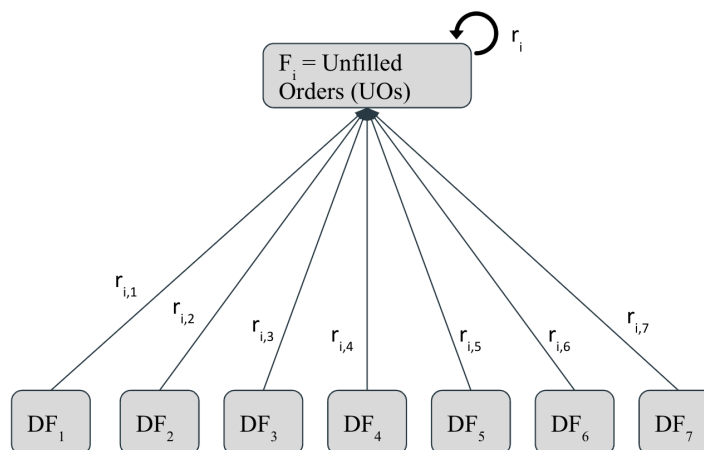 r_i
F_i = Unfilled
Orders (UOs)
r_i,1
r_i,2
r_i,3
r_i,4
r_i,5
r_i,6
r_i,7
DF_1
DF_2
DF_3
DF_4
DF_5
DF_6
DF_7